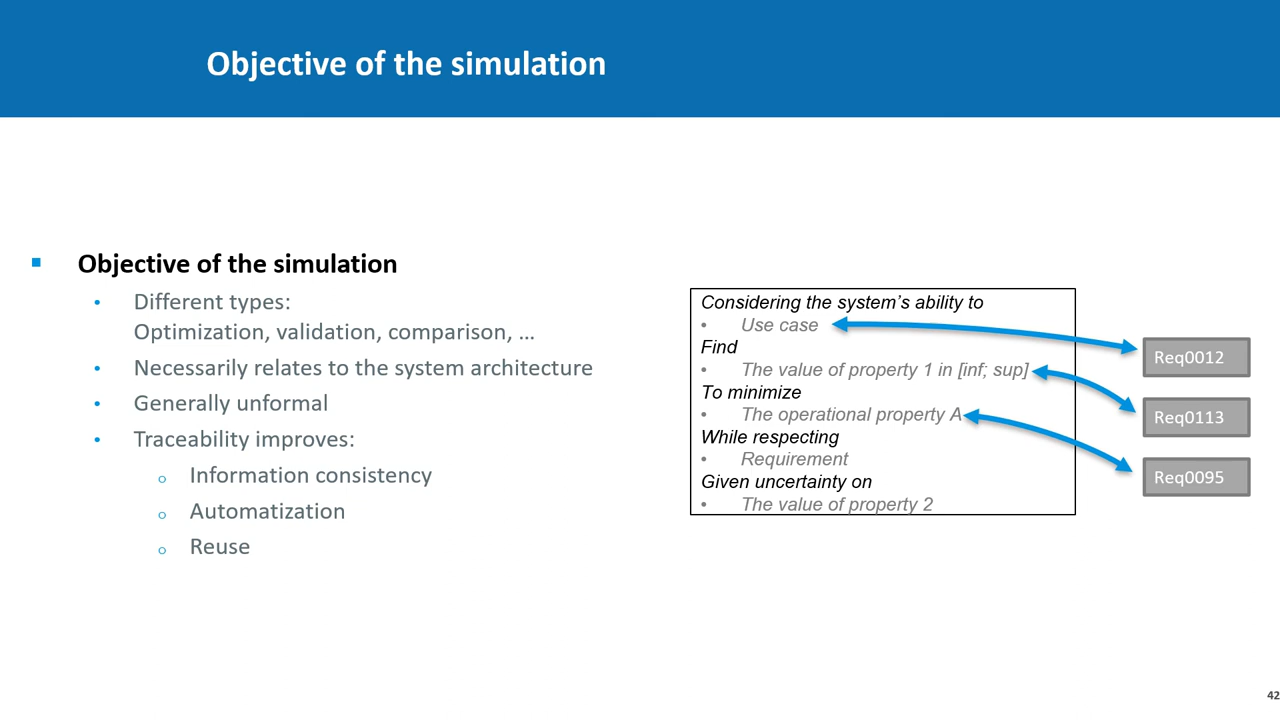 Objective of the simulation
▪ Objective of the simulation
• Different types:
Optimization, validation, comparison, …
• Necessarily relates to the system architecture
• Generally unformal
• Traceability improves:
o Information consistency
o Automatization
o Reuse
Considering the system’s ability to
• Use case
Find
• The value of property 1 in [inf; sup]
To minimize
• The operational property A
While respecting
• Requirement
Given uncertainty on
• The value of property 2
Req0012
Req0113
Req0095
42